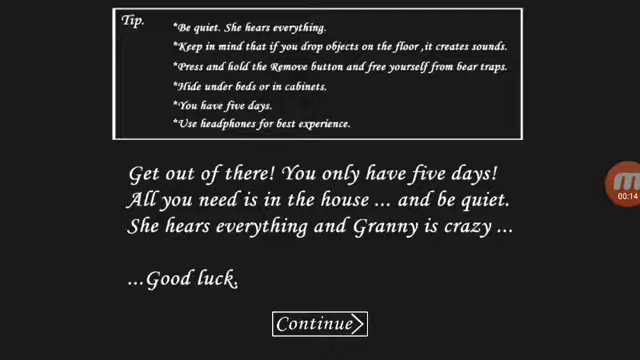 Tip.
*Be quiet. She hears everything.
*Keep in mind that if you drop objects on the floor ,it creates sounds.
*Press and hold the Remove button and free yourself from bear traps.
*Hide under beds or in cabinets.
*You have five days.
*Use headphones for best experience.
Get out of there! You only have five days!
All you need is in the house ... and be quiet.
She hears everything and Granny is crazy ...
...Good luck.
Continue>
00:14